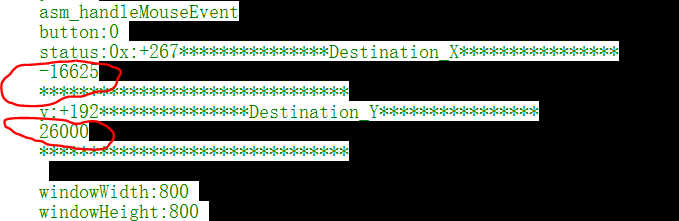 asm_handleMouseEvent
button:0
status:0x:+267***************Destination_X****************
-16625
*******************************
y:+192***************Destination_Y****************
26000
*******************************
windowWidth:800
windowHeight:800